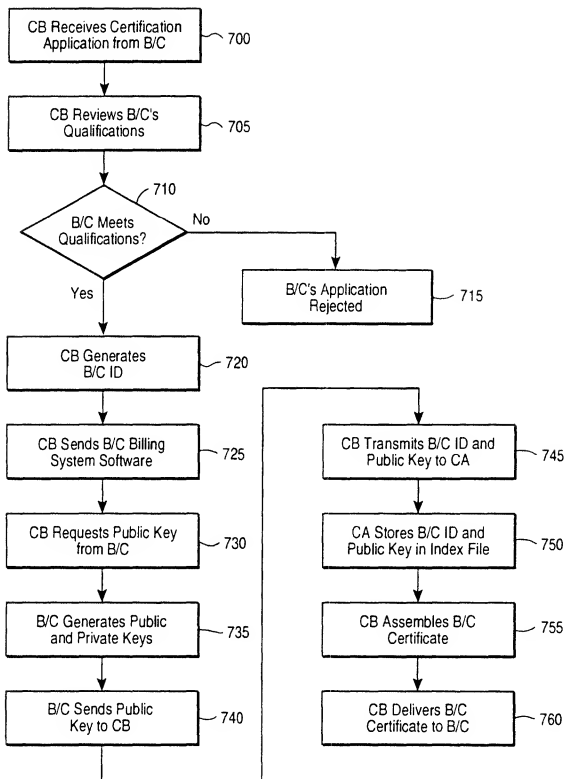 CB Receives Certification
Application from B/C
700
CB Reviews B/C's
Qualifications
705
710
B/C Meets
Qualifications?
No
Yes
B/C's Application
Rejected
715
CB Generates
B/C ID
720
CB Sends B/C Billing
System Software
725
CB Requests Public Key
from B/C
730
B/C Generates Public
and Private Keys
735
B/C Sends Public
Key to CB
740
CB Transmits B/C ID and
Public Key to CA
745
CA Stores B/C ID and
Public Key in Index File
750
CB Assembles B/C
Certificate
755
CB Delivers B/C
Certificate to B/C
760